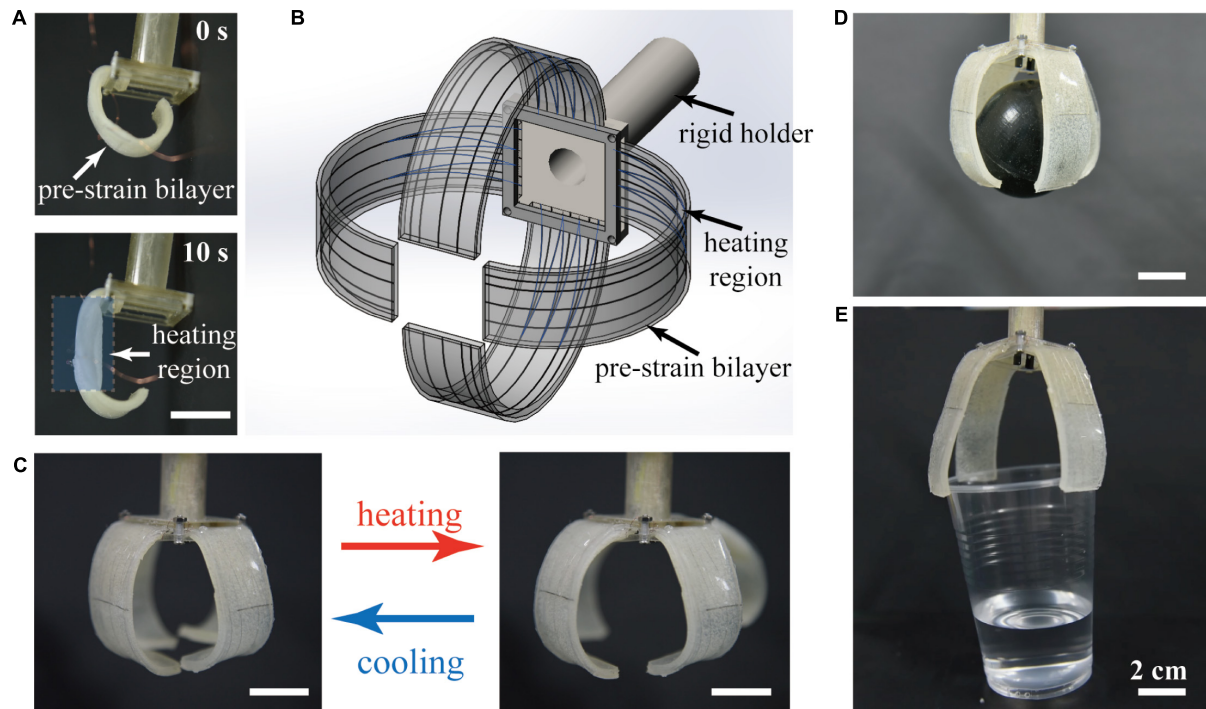 A
0 s
pre-strain bilayer
10 s
heating
region
B
rigid holder
heating
region
pre-strain bilayer
C
heating
cooling
D
E
2 cm